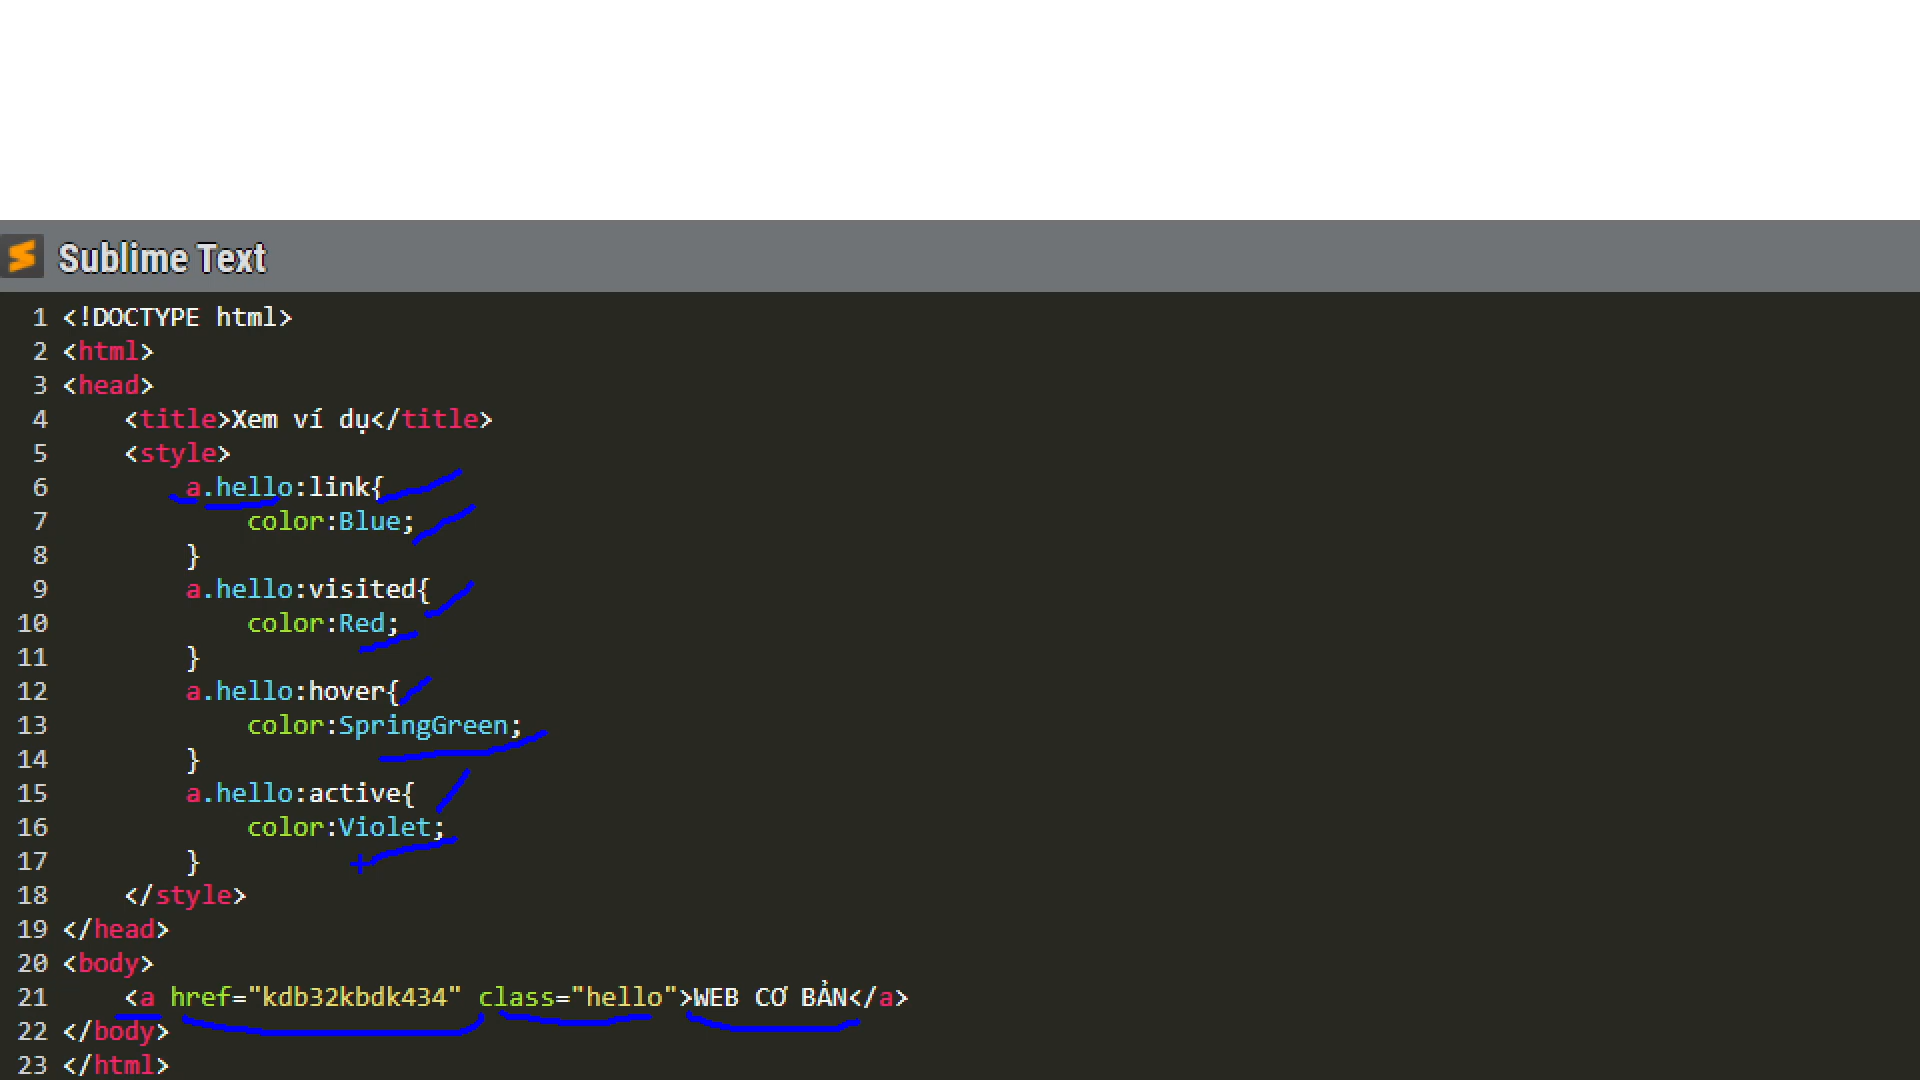 Sublime Text
1 <!DOCTYPE html>
2 <html>
3 <head>
4 <title>Xem ví dụ</title>
5 <style>
6 a.hello:link{
7 color:Blue;
8 }
9 a.hello:visited{
10 color:Red;
11 }
12 a.hello:hover{
13 color:SpringGreen;
14 }
15 a.hello:active{
16 color:Violet;
17 }
18 </style>
19 </head>
20 <body>
21 <a href="kdb32kbdk434" class="hello">WEB CƠ BẢN</a>
22 </body>
23 </html>